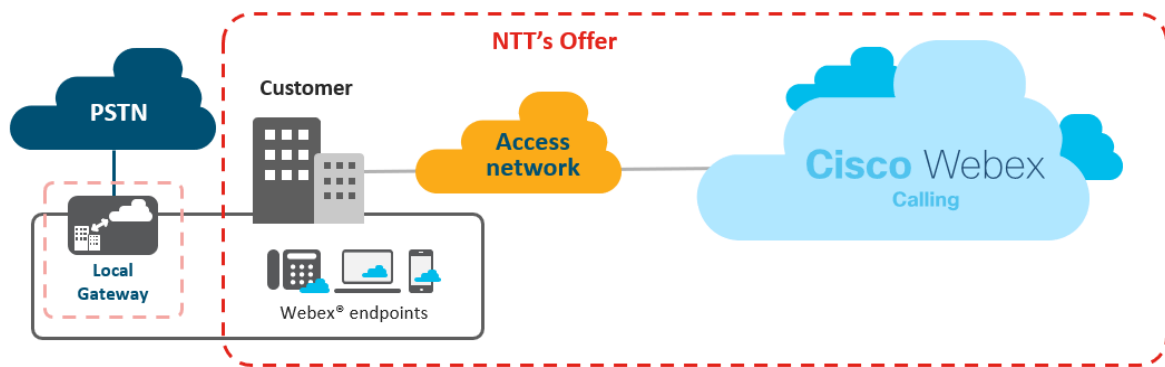 NTT's Offer
PSTN
Customer
Access
network
Cisco Webex
Calling
Local
Gateway
Webex® endpoints